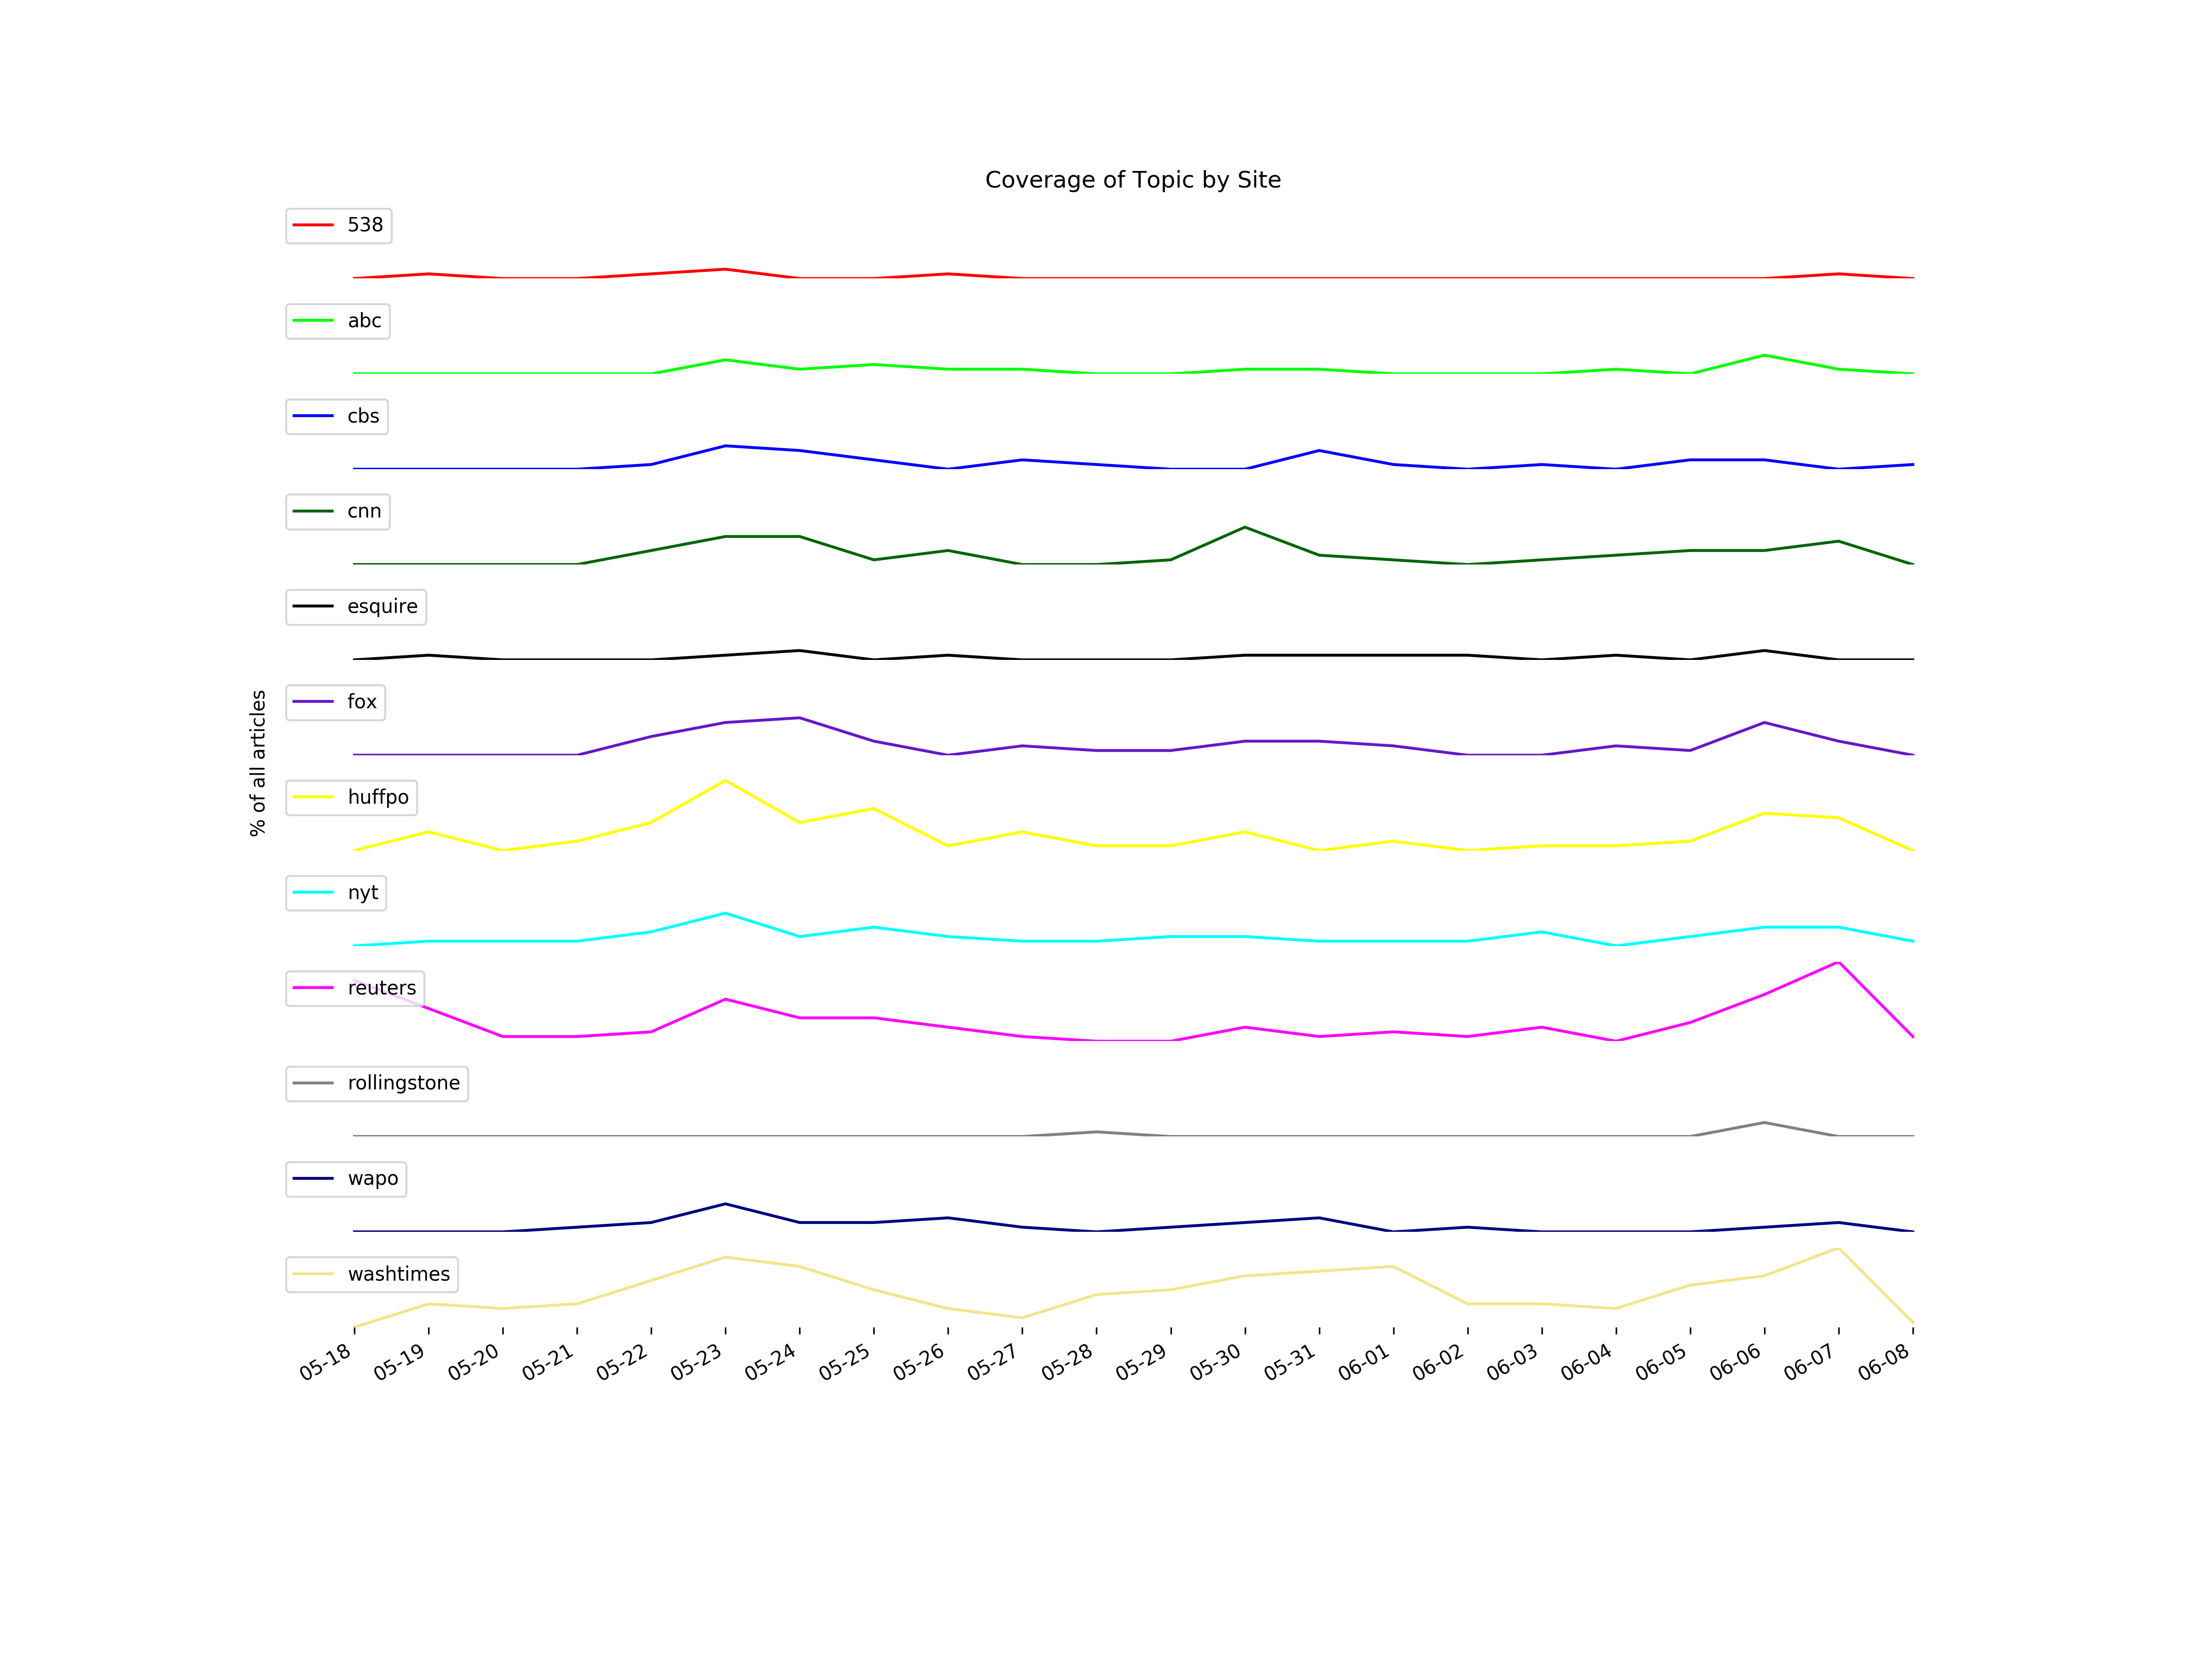 Coverage of Topic by Site
538
abc
cbs
cnn
esquire
fox
% of all articles
huffpo
nyt
reuters
rollingstone
wapo
washtimes
05-18 05-19 05-20 05-21 05-22 05-23 05-24 05-25 05-26 05-27 05-28 05-29 05-30 05-31 06-01 06-02 06-03 06-04 06-05 06-06 06-07 06-08